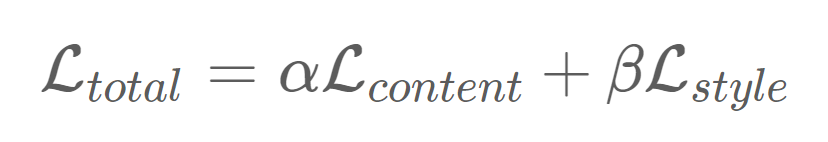 ℒ_total = αℒ_content + βℒ_style